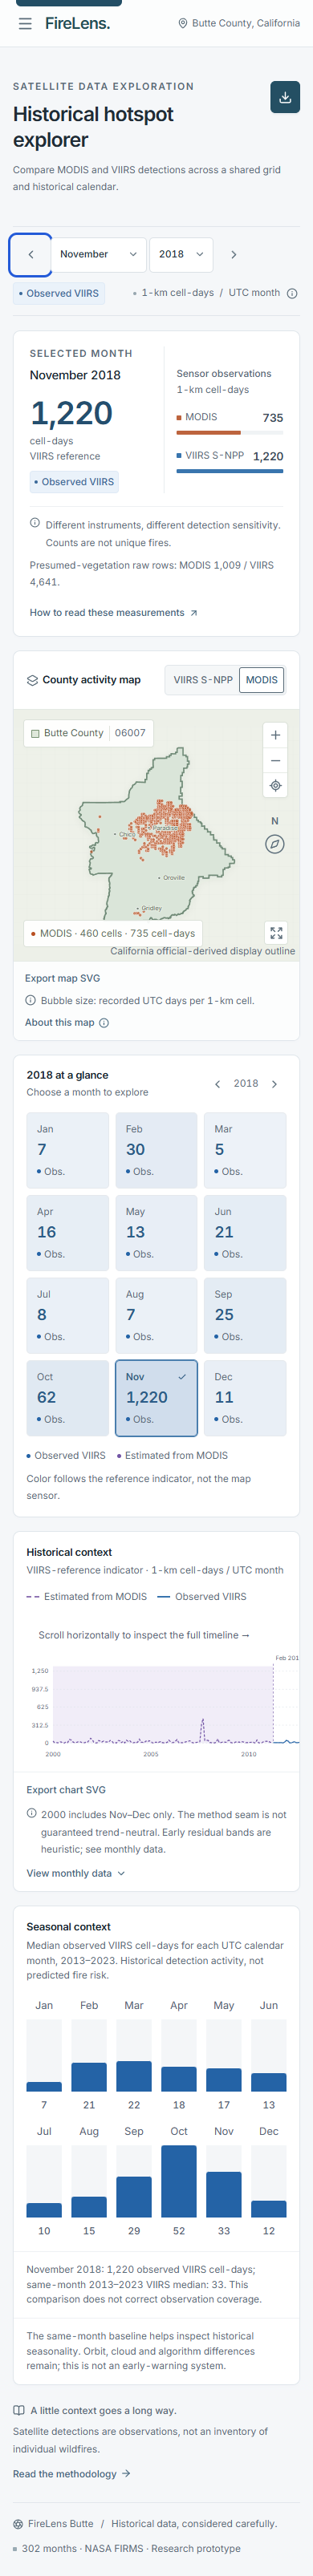 FireLens.
Butte County, California
SATELLITE DATA EXPLORATION
Historical hotspot
explorer
Compare MODIS and VIIRS detections across a shared grid
and historical calendar.
November
2018
Observed VIIRS
1-km cell-days / UTC month
SELECTED MONTH
November 2018
1,220
cell-days
VIIRS reference
Observed VIIRS
Sensor observations
1-km cell-days
MODIS 735
VIIRS S-NPP 1,220
Different instruments, different detection sensitivity.
Counts are not unique fires.
Presumed-vegetation raw rows: MODIS 1,009 / VIIRS
4,641.
How to read these measurements
County activity map
VIIRS S-NPP
MODIS
Butte County 06007
N
Chico
Paradise
Oroville
Gridley
MODIS · 460 cells · 735 cell-days
California official-derived display outline
Export map SVG
Bubble size: recorded UTC days per 1-km cell.
About this map
2018 at a glance
Choose a month to explore
2018
Jan Feb Mar
7 30 5
Obs. Obs. Obs.
Apr May Jun
16 13 21
Obs. Obs. Obs.
Jul Aug Sep
8 7 25
Obs. Obs. Obs.
Oct Nov Dec
62 1,220 11
Obs. Obs. Obs.
Observed VIIRS Estimated from MODIS
Color follows the reference indicator, not the map
sensor.
Historical context
VIIRS-reference indicator · 1-km cell-days / UTC month
Estimated from MODIS Observed VIIRS
Scroll horizontally to inspect the full timeline →
Feb 201
1,250
937.5
625
312.5
0
2000 2005 2010
Export chart SVG
2000 includes Nov–Dec only. The method seam is not
guaranteed trend-neutral. Early residual bands are
heuristic; see monthly data.
View monthly data
Seasonal context
Median observed VIIRS cell-days for each UTC calendar
month, 2013–2023. Historical detection activity, not
predicted fire risk.
Jan Feb Mar Apr May Jun
7 21 22 18 17 13
Jul Aug Sep Oct Nov Dec
10 15 29 52 33 12
November 2018: 1,220 observed VIIRS cell-days;
same-month 2013–2023 VIIRS median: 33. This
comparison does not correct observation coverage.
The same-month baseline helps inspect historical
seasonality. Orbit, cloud and algorithm differences
remain; this is not an early-warning system.
A little context goes a long way.
Satellite detections are observations, not an inventory of
individual wildfires.
Read the methodology →
FireLens Butte / Historical data, considered carefully.
302 months · NASA FIRMS · Research prototype